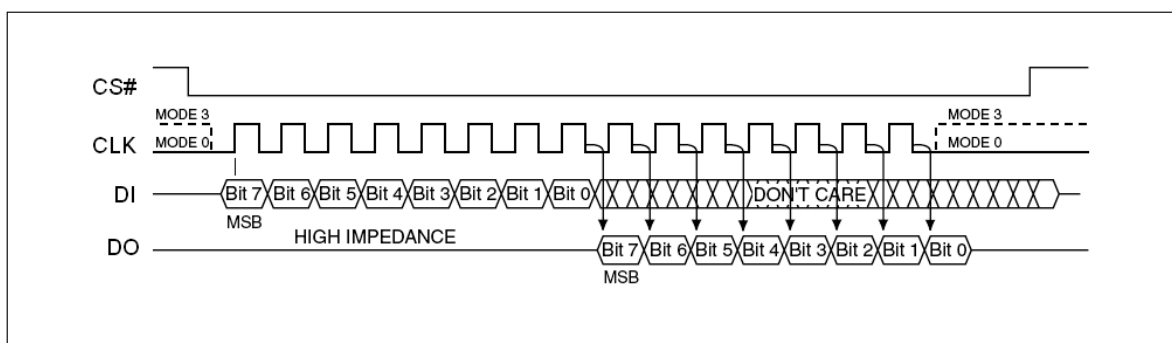 CS#
MODE 3 MODE 3
CLK MODE 0 MODE 0
DI Bit 7 Bit 6 Bit 5 Bit 4 Bit 3 Bit 2 Bit 1 Bit 0 DON'T CARE
MSB
HIGH IMPEDANCE
DO Bit 7 Bit 6 Bit 5 Bit 4 Bit 3 Bit 2 Bit 1 Bit 0
MSB